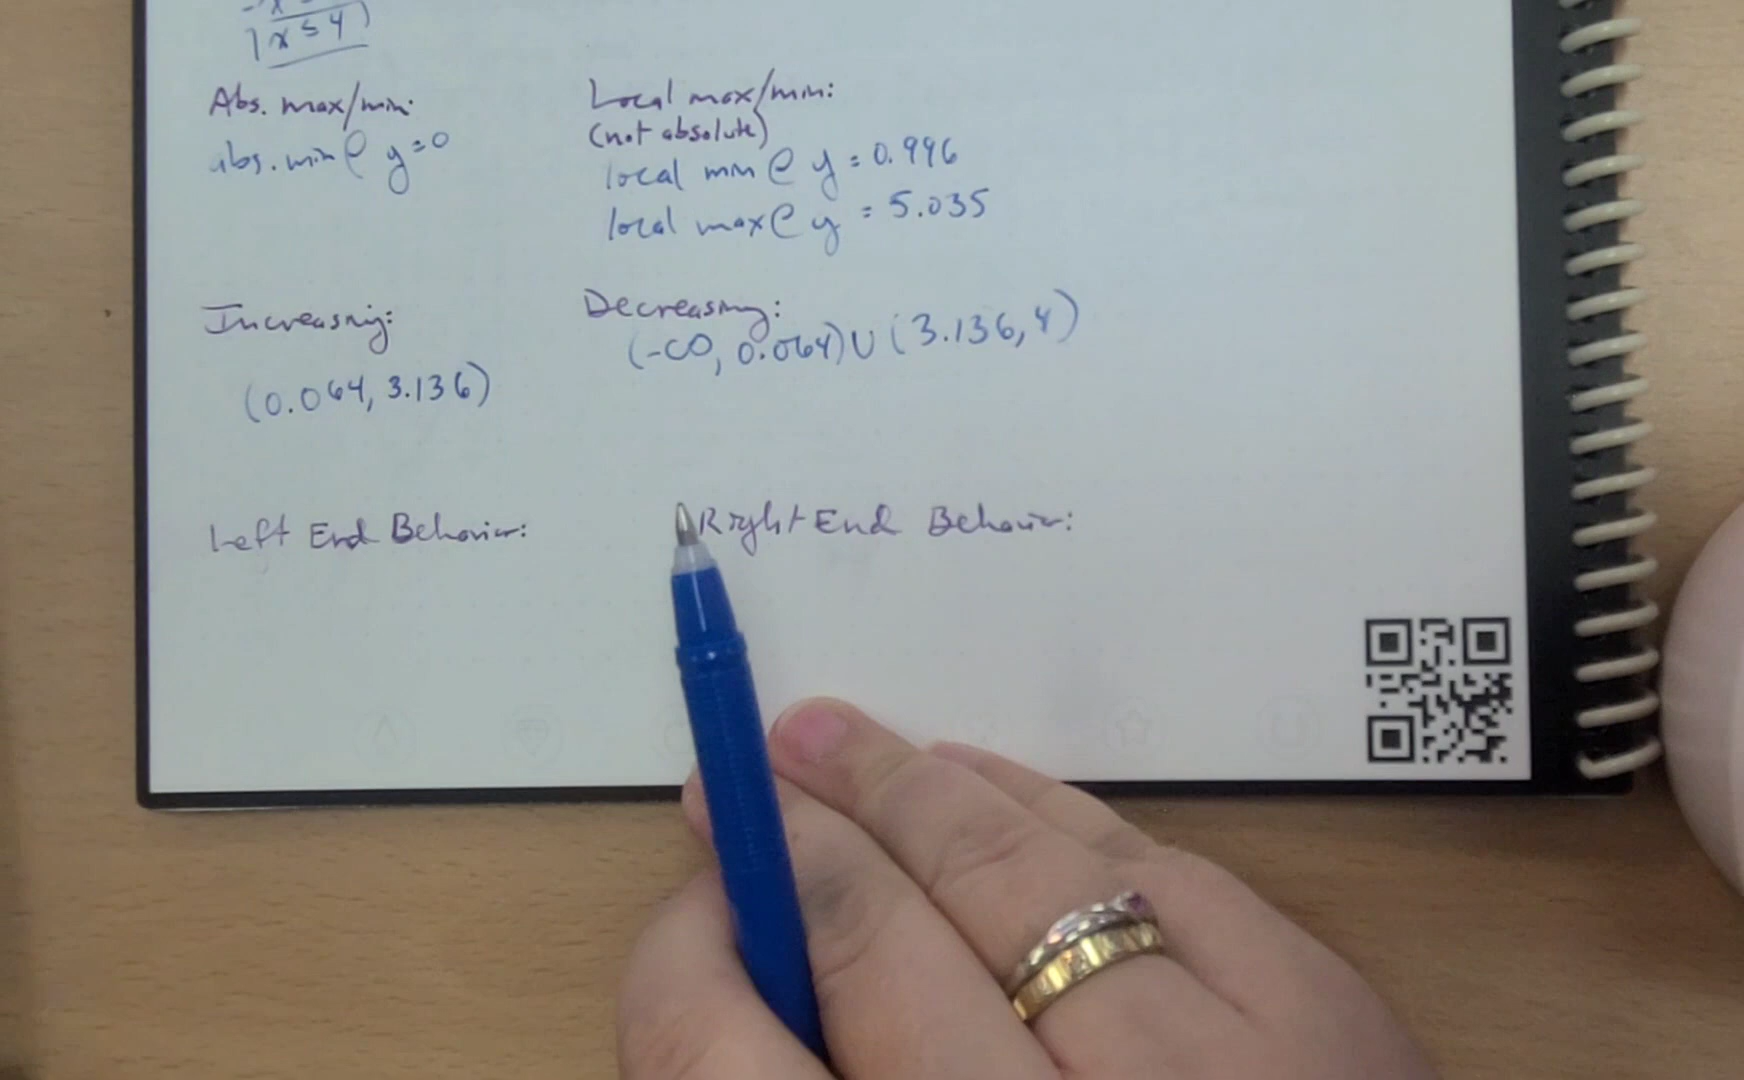 -x
x≤4
Abs. max/min:
abs. min @ y=0
Local max/min:
(not absolute)
local min @ y = 0.996
local max @ y = 5.035
Increasing:
(0.064, 3.136)
Decreasing:
(-∞, 0.064)∪(3.136,4)
Left End Behavior:
Right End Behavior: